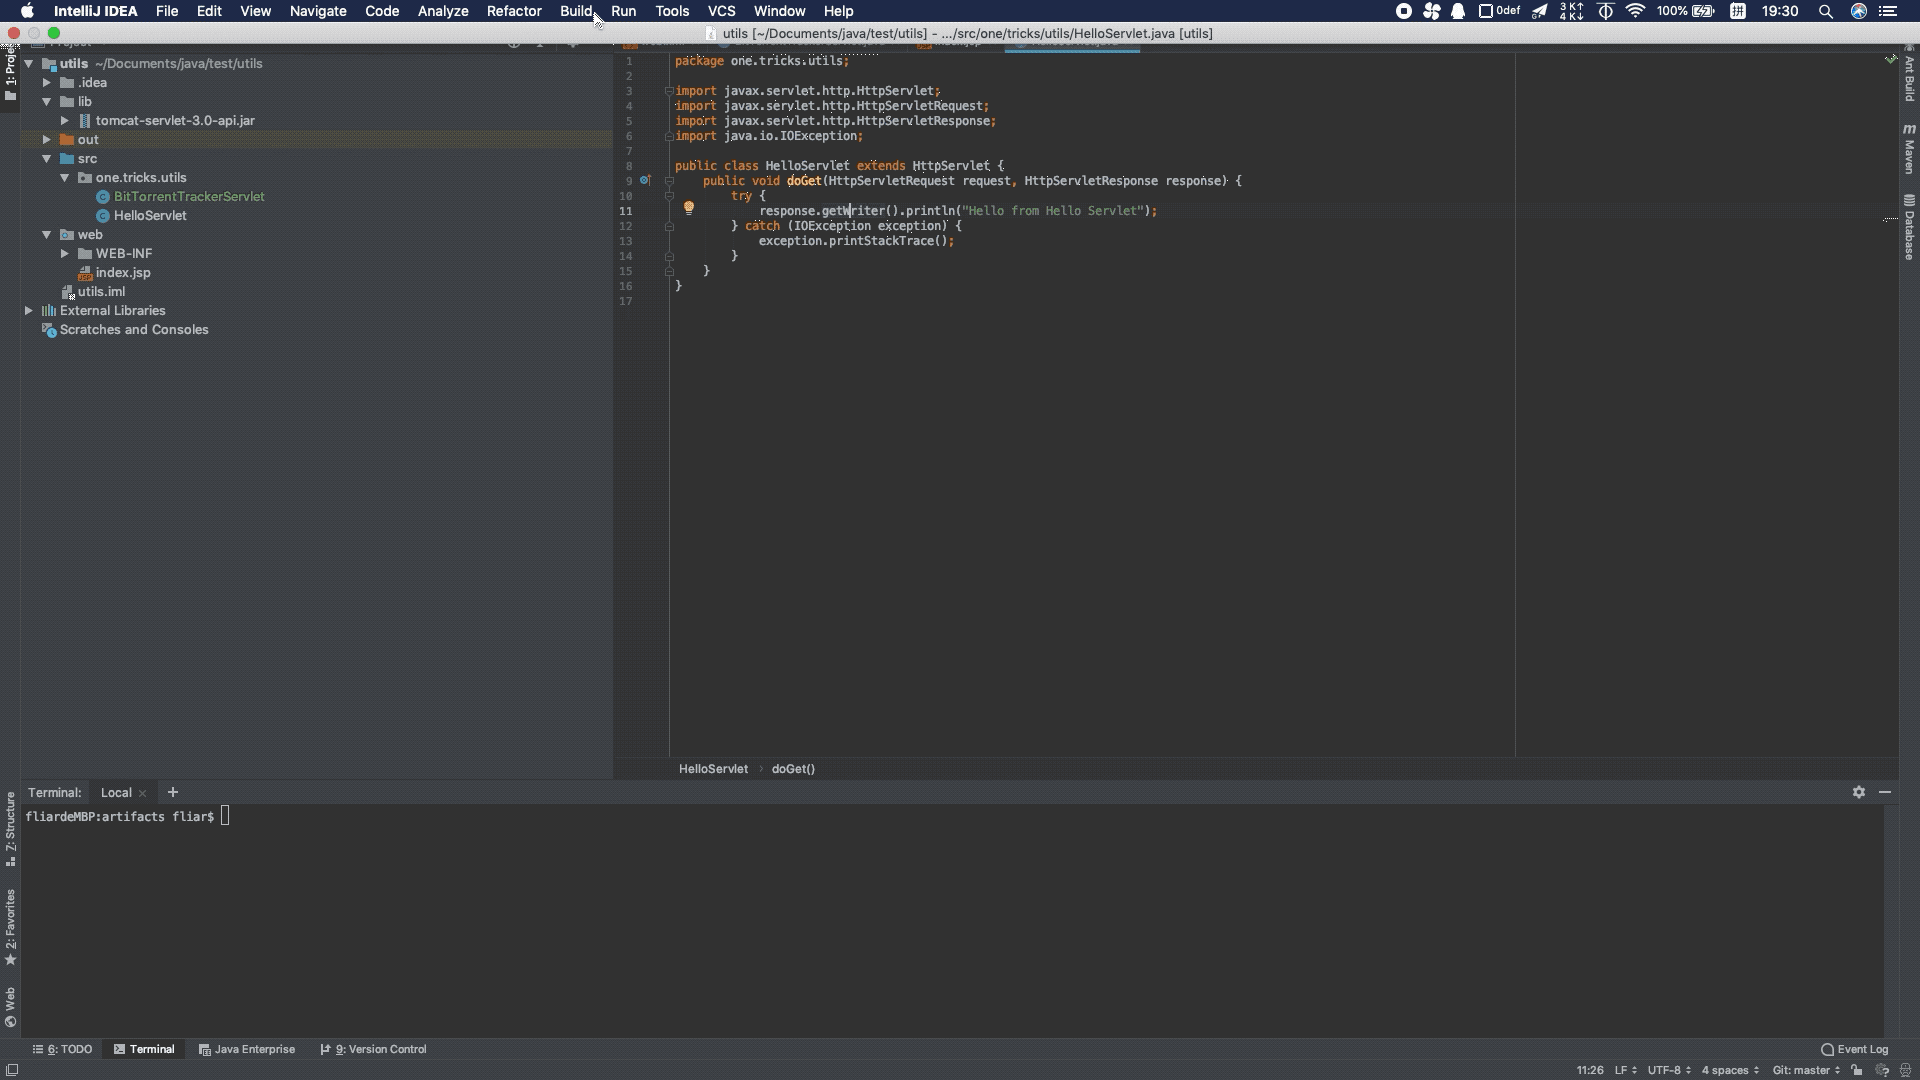 IntelliJ IDEA File Edit View Navigate Code Analyze Refactor Build Run Tools VCS Window Help 0def 3 K↑ 4 K↓ 100% 拼 19:30
utils [~/Documents/java/test/utils] - .../src/one/tricks/utils/HelloServlet.java [utils]
utils ~/Documents/java/test/utils
.idea
lib
tomcat-servlet-3.0-api.jar
out
src
one.tricks.utils
BitTorrentTrackerServlet
HelloServlet
web
WEB-INF
index.jsp
utils.iml
External Libraries
Scratches and Consoles
1 package one.tricks.utils;
2
3 import javax.servlet.http.HttpServlet;
4 import javax.servlet.http.HttpServletRequest;
5 import javax.servlet.http.HttpServletResponse;
6 import java.io.IOException;
7
8 public class HelloServlet extends HttpServlet {
9 public void doGet(HttpServletRequest request, HttpServletResponse response) {
10 try {
11 response.getWriter().println("Hello from Hello Servlet");
12 } catch (IOException exception) {
13 exception.printStackTrace();
14 }
15 }
16 }
17
HelloServlet › doGet()
Ant Build
m Maven
Database
Z: Structure
2: Favorites
Web
Terminal: Local × +
fliardeMBP:artifacts fliar$
6: TODO Terminal Java Enterprise 9: Version Control Event Log
11:26 LF UTF-8 4 spaces Git: master